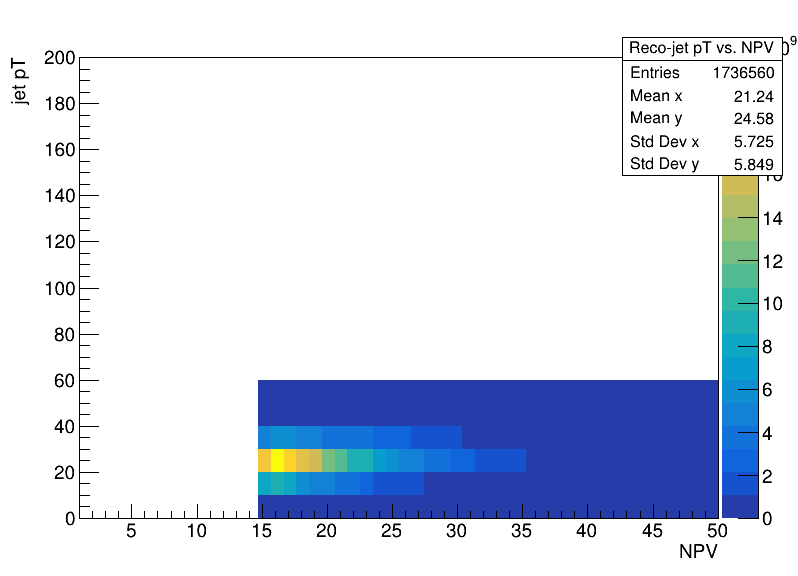 Reco-jet pT vs. NPV
Entries 1736560
Mean x 21.24
Mean y 24.58
Std Dev x 5.725
Std Dev y 5.849
jet pT
200
180
160
140
120
100
80
60
40
20
0
5 10 15 20 25 30 35 40 45 50
NPV
14
12
10
8
6
4
2
0